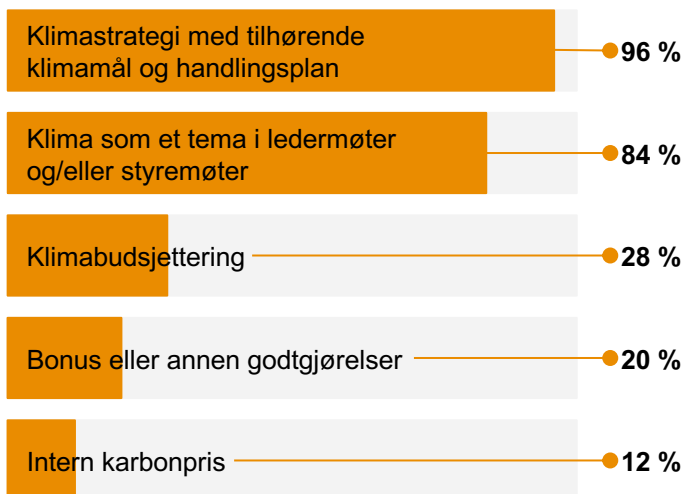 Klimastrategi med tilhørende
klimamål og handlingsplan
96 %
Klima som et tema i ledermøter
og/eller styremøter
84 %
Klimabudsjettering
28 %
Bonus eller annen godtgjørelser
20 %
Intern karbonpris
12 %